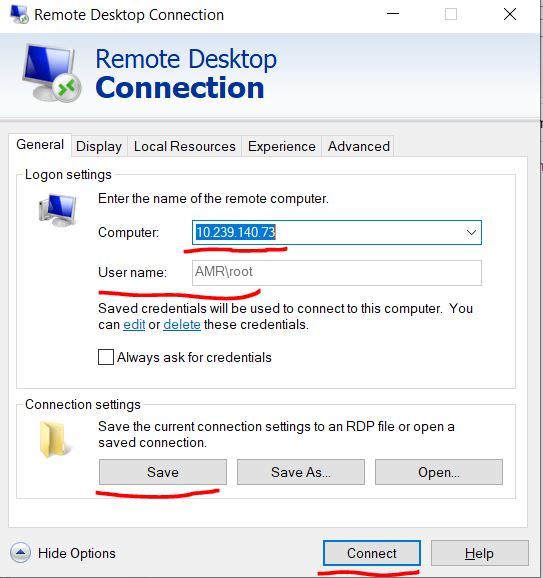 Remote Desktop Connection
Remote Desktop
Connection
General Display Local Resources Experience Advanced
Logon settings
Enter the name of the remote computer.
Computer: 10.239.140.73
User name: AMR\root
Saved credentials will be used to connect to this computer. You
can edit or delete these credentials.
Always ask for credentials
Connection settings
Save the current connection settings to an RDP file or open a
saved connection.
Save Save As... Open...
Hide Options Connect Help